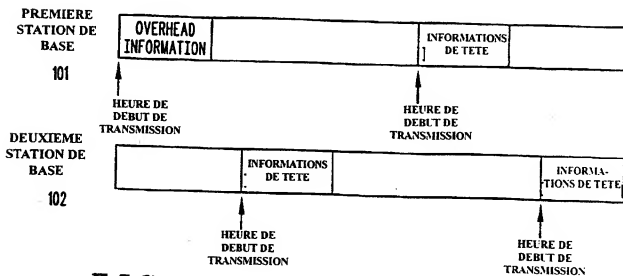 PREMIERE
STATION DE
BASE
101
OVERHEAD
INFORMATION
INFORMATIONS
DE TETE
HEURE DE
DEBUT DE
TRANSMISSION
HEURE DE
DEBUT DE
TRANSMISSION
DEUXIEME
STATION DE
BASE
102
INFORMATIONS
DE TETE
INFORMA-
TIONS DE TETE
HEURE DE
DEBUT DE
TRANSMISSION
HEURE DE
DEBUT DE
TRANSMISSION